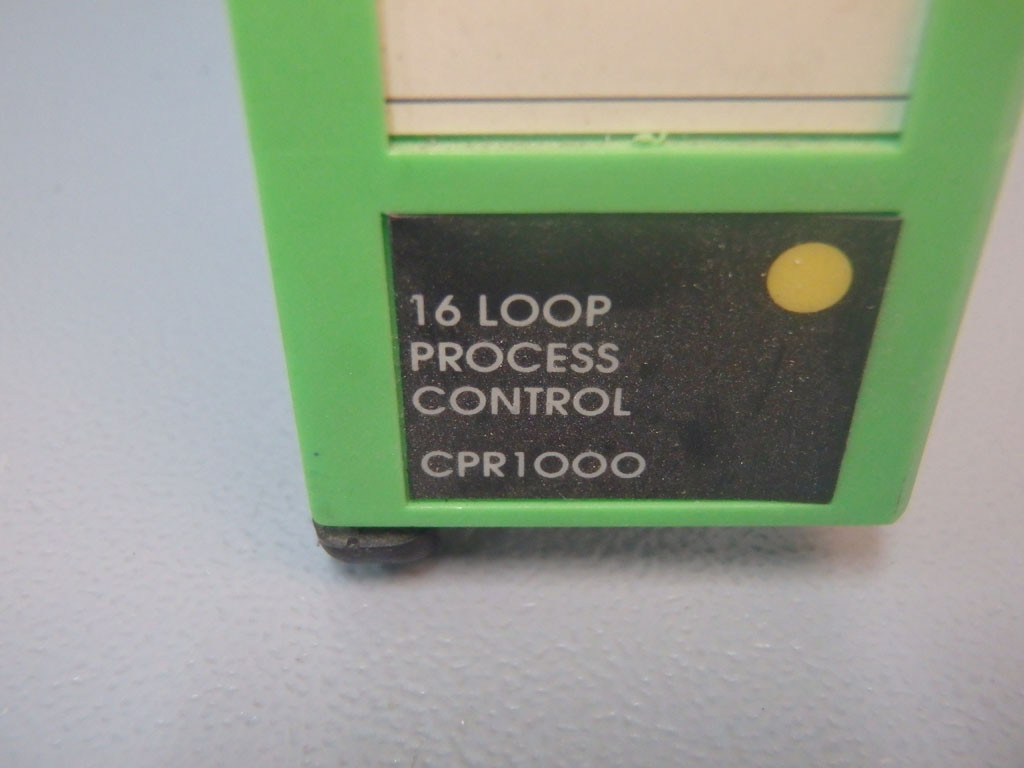 16 LOOP
PROCESS
CONTROL
CPR1000